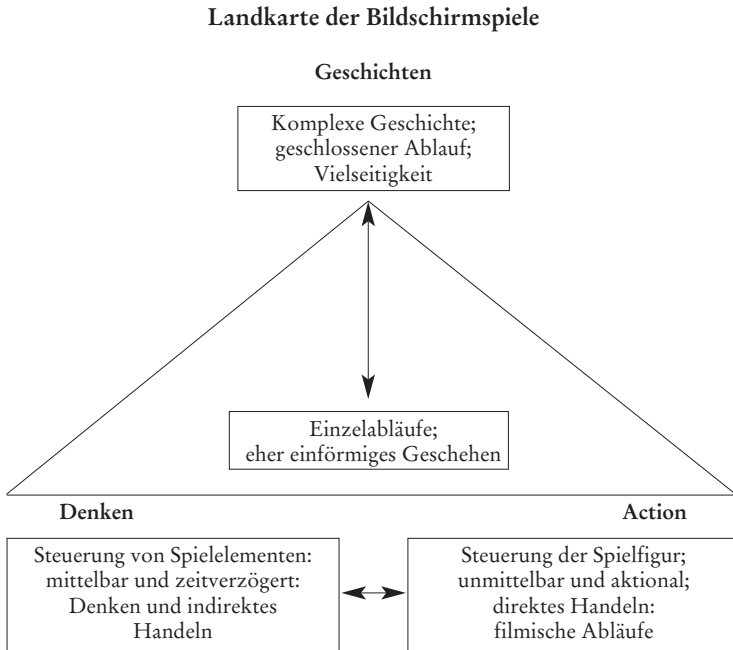 Landkarte der Bildschirmspiele
Geschichten
Komplexe Geschichte;
geschlossener Ablauf;
Vielseitigkeit
Einzelabläufe;
eher einförmiges Geschehen
Denken
Action
Steuerung von Spielelementen:
mittelbar und zeitverzögert:
Denken und indirektes
Handeln
Steuerung der Spielfigur;
unmittelbar und aktional;
direktes Handeln:
filmische Abläufe